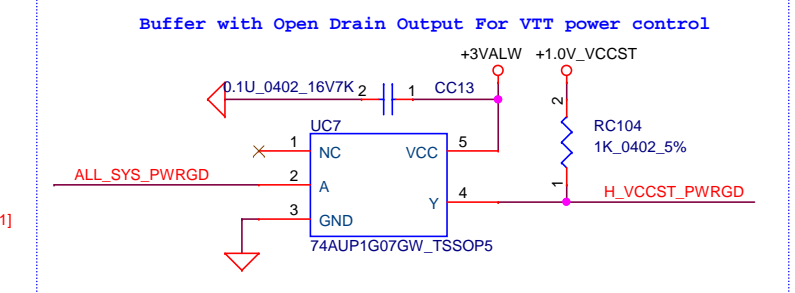 Buffer with Open Drain Output For VTT power control
+3VALW +1.0V_VCCST
0.1U_0402_16V7K 2 1 CC13
2
RC104
1K_0402_5%
UC7
1 NC VCC 5
ALL_SYS_PWRGD 2 A
1
Y 4 H_VCCST_PWRGD
3 GND
74AUP1G07GW_TSSOP5
1]